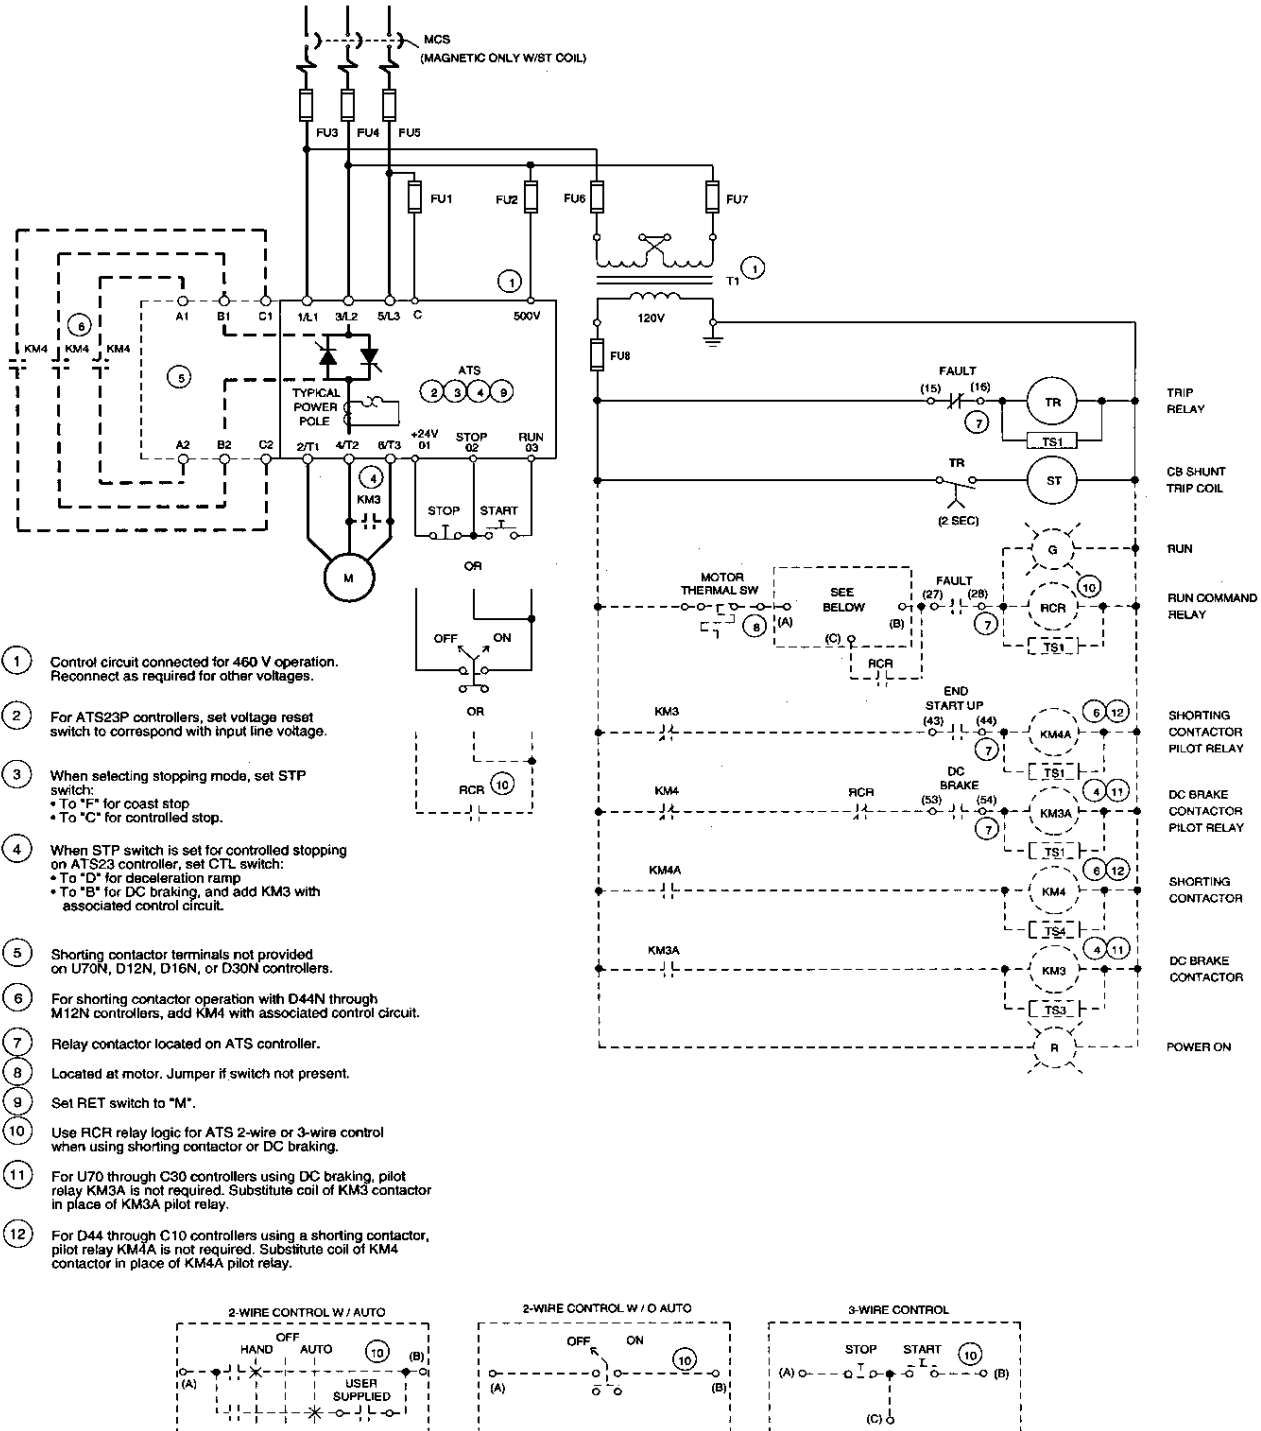 MCS
(MAGNETIC ONLY W/ST COIL)
FU3 FU4 FU5
FU1 FU2 FU6 FU7
1 T1 1
A1 B1 C1 1/L1 3/L2 5/L3 C 500V
120V
6
KM4 KM4 KM4
FU8
5
ATS
2 3 4 9
TYPICAL
POWER
POLE
FAULT
(15) (16)
TR
7
TS1
TRIP
RELAY
A2 B2 C2 2/T1 4/T2 6/T3
+24V
01
STOP
02
RUN
03
4
KM3
TR
ST
(2 SEC)
CB SHUNT
TRIP COIL
STOP START
M
OR
G
RUN
MOTOR
THERMAL SW
8
SEE
BELOW
(A) (B)
(C)
RCR
FAULT
(27) (28)
7
10
RCR
TS1
RUN COMMAND
RELAY
OFF ON
OR
RCR 10
KM3
END
START UP
(43) (44)
7
KM4A
6 12
TS1
SHORTING
CONTACTOR
PILOT RELAY
KM4 RCR
DC
BRAKE
(53) (54)
7
KM3A
4 11
TS1
DC BRAKE
CONTACTOR
PILOT RELAY
KM4A
KM4
6 12
TS4
SHORTING
CONTACTOR
KM3A
KM3
4 11
TS3
DC BRAKE
CONTACTOR
R
POWER ON
1 Control circuit connected for 460 V operation.
Reconnect as required for other voltages.
2 For ATS23P controllers, set voltage reset
switch to correspond with input line voltage.
3 When selecting stopping mode, set STP
switch:
• To "F" for coast stop
• To "C" for controlled stop.
4 When STP switch is set for controlled stopping
on ATS23 controller, set CTL switch:
• To "D" for deceleration ramp
• To "B" for DC braking, and add KM3 with
associated control circuit.
5 Shorting contactor terminals not provided
on U70N, D12N, D16N, or D30N controllers.
6 For shorting contactor operation with D44N through
M12N controllers, add KM4 with associated control circuit.
7 Relay contactor located on ATS controller.
8 Located at motor. Jumper if switch not present.
9 Set RET switch to "M".
10 Use RCR relay logic for ATS 2-wire or 3-wire control
when using shorting contactor or DC braking.
11 For U70 through C30 controllers using DC braking, pilot
relay KM3A is not required. Substitute coil of KM3 contactor
in place of KM3A pilot relay.
12 For D44 through C10 controllers using a shorting contactor,
pilot relay KM4A is not required. Substitute coil of KM4
contactor in place of KM4A pilot relay.
2-WIRE CONTROL W / AUTO
OFF
HAND AUTO
10
(A) (B)
USER
SUPPLIED
2-WIRE CONTROL W / O AUTO
OFF ON
10
(A) (B)
3-WIRE CONTROL
STOP START
10
(A) (B)
(C)